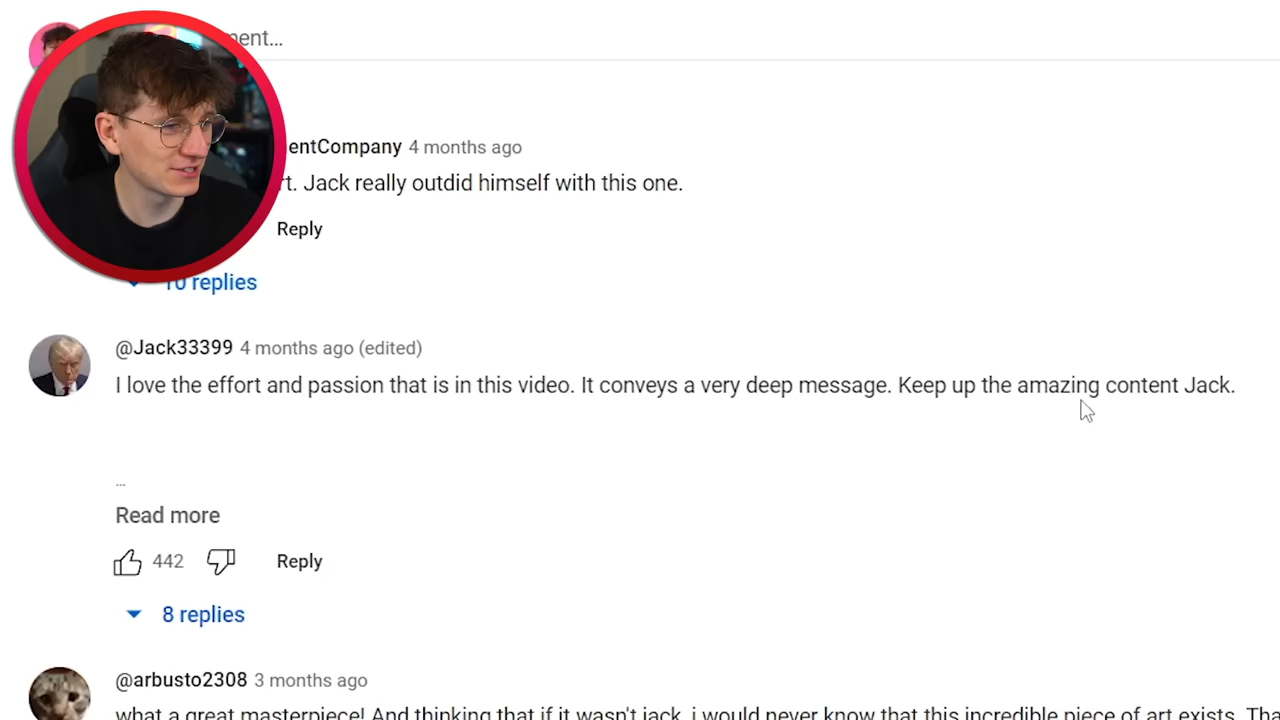 ...
entCompany 4 months ago
Jack really outdid himself with this one.
Reply
10 replies
@Jack33399 4 months ago (edited)
I love the effort and passion that is in this video. It conveys a very deep message. Keep up the amazing content Jack.
...
Read more
442 Reply
8 replies
@arbusto2308 3 months ago
what a great masterpiece! And thinking that if it wasn't jack, i would never know that this incredible piece of art exists.